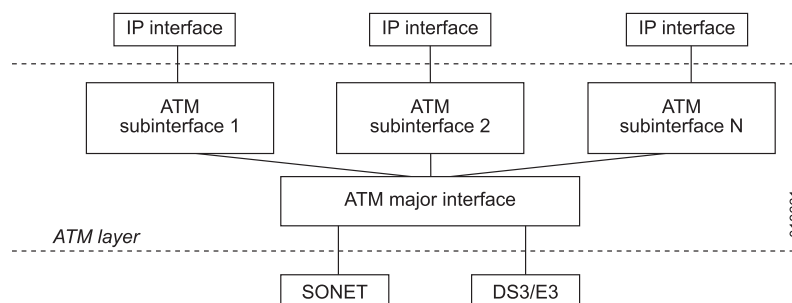 IP interface
IP interface
IP interface
ATM
subinterface 1
ATM
subinterface 2
ATM
subinterface N
ATM major interface
ATM layer
SONET
DS3/E3